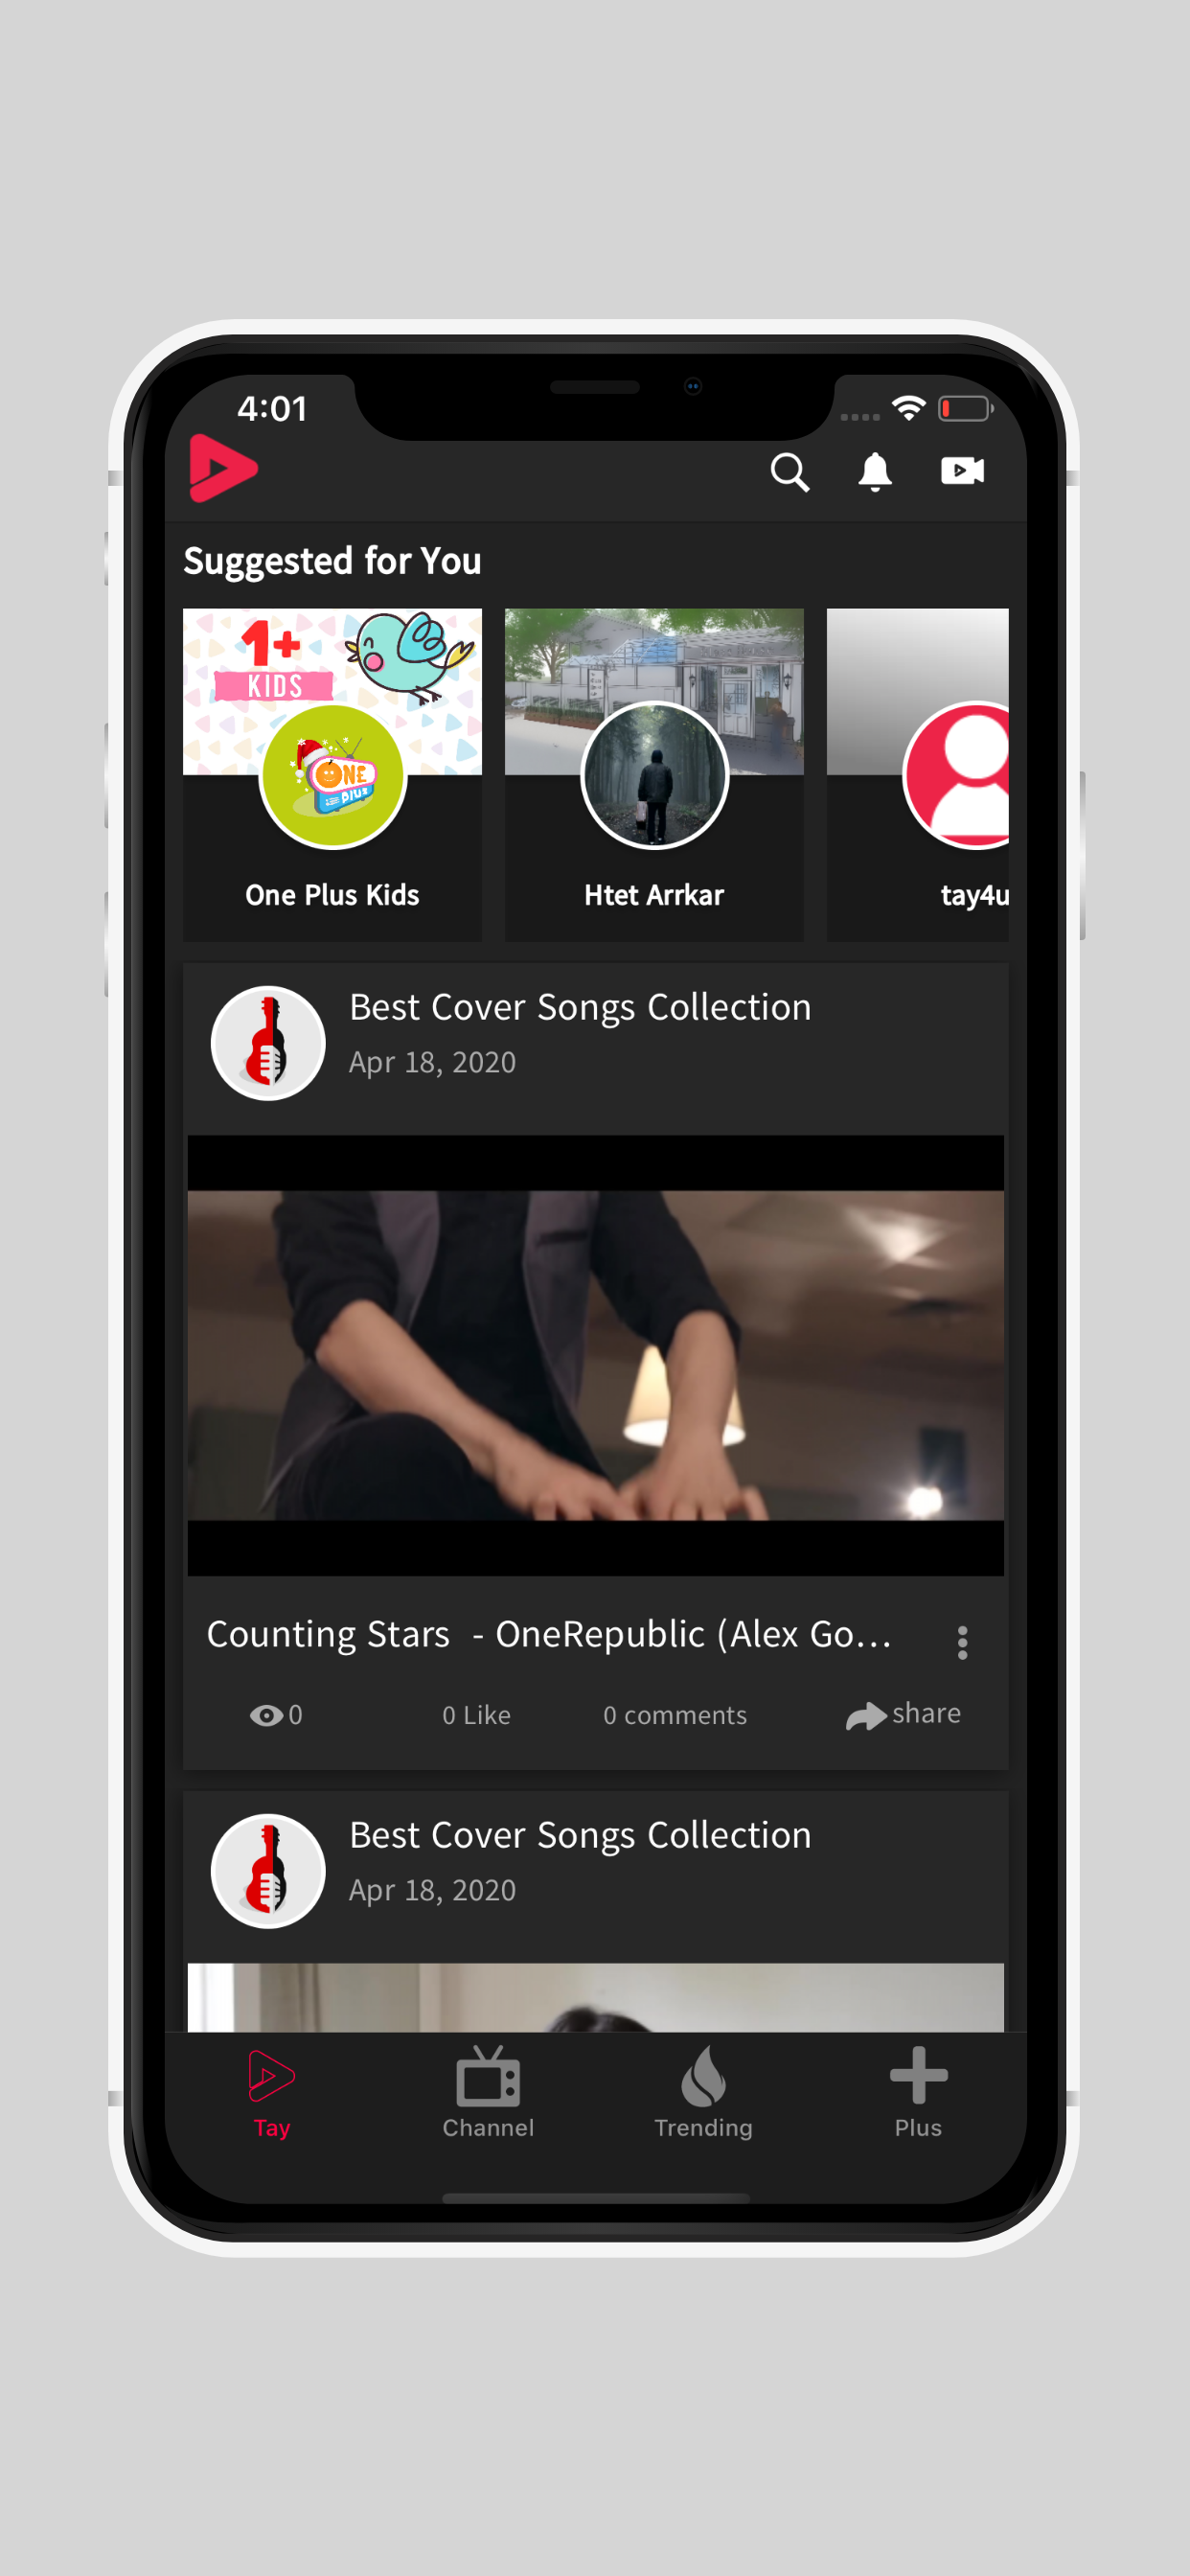 4:01
Suggested for You
1+
KIDS
ONE
PLUS
One Plus Kids
Htet Arrkar
tay4u
Best Cover Songs Collection
Apr 18, 2020
Counting Stars - OneRepublic (Alex Go...
0
0 Like
0 comments
share
Best Cover Songs Collection
Apr 18, 2020
Tay
Channel
Trending
Plus